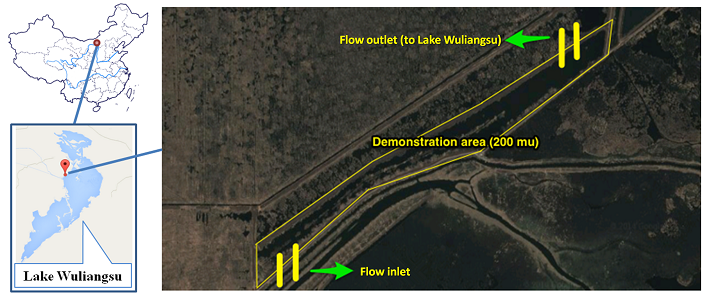 Flow outlet (to Lake Wuliangsu)
Demonstration area (200 mu)
Lake Wuliangsu
Flow inlet